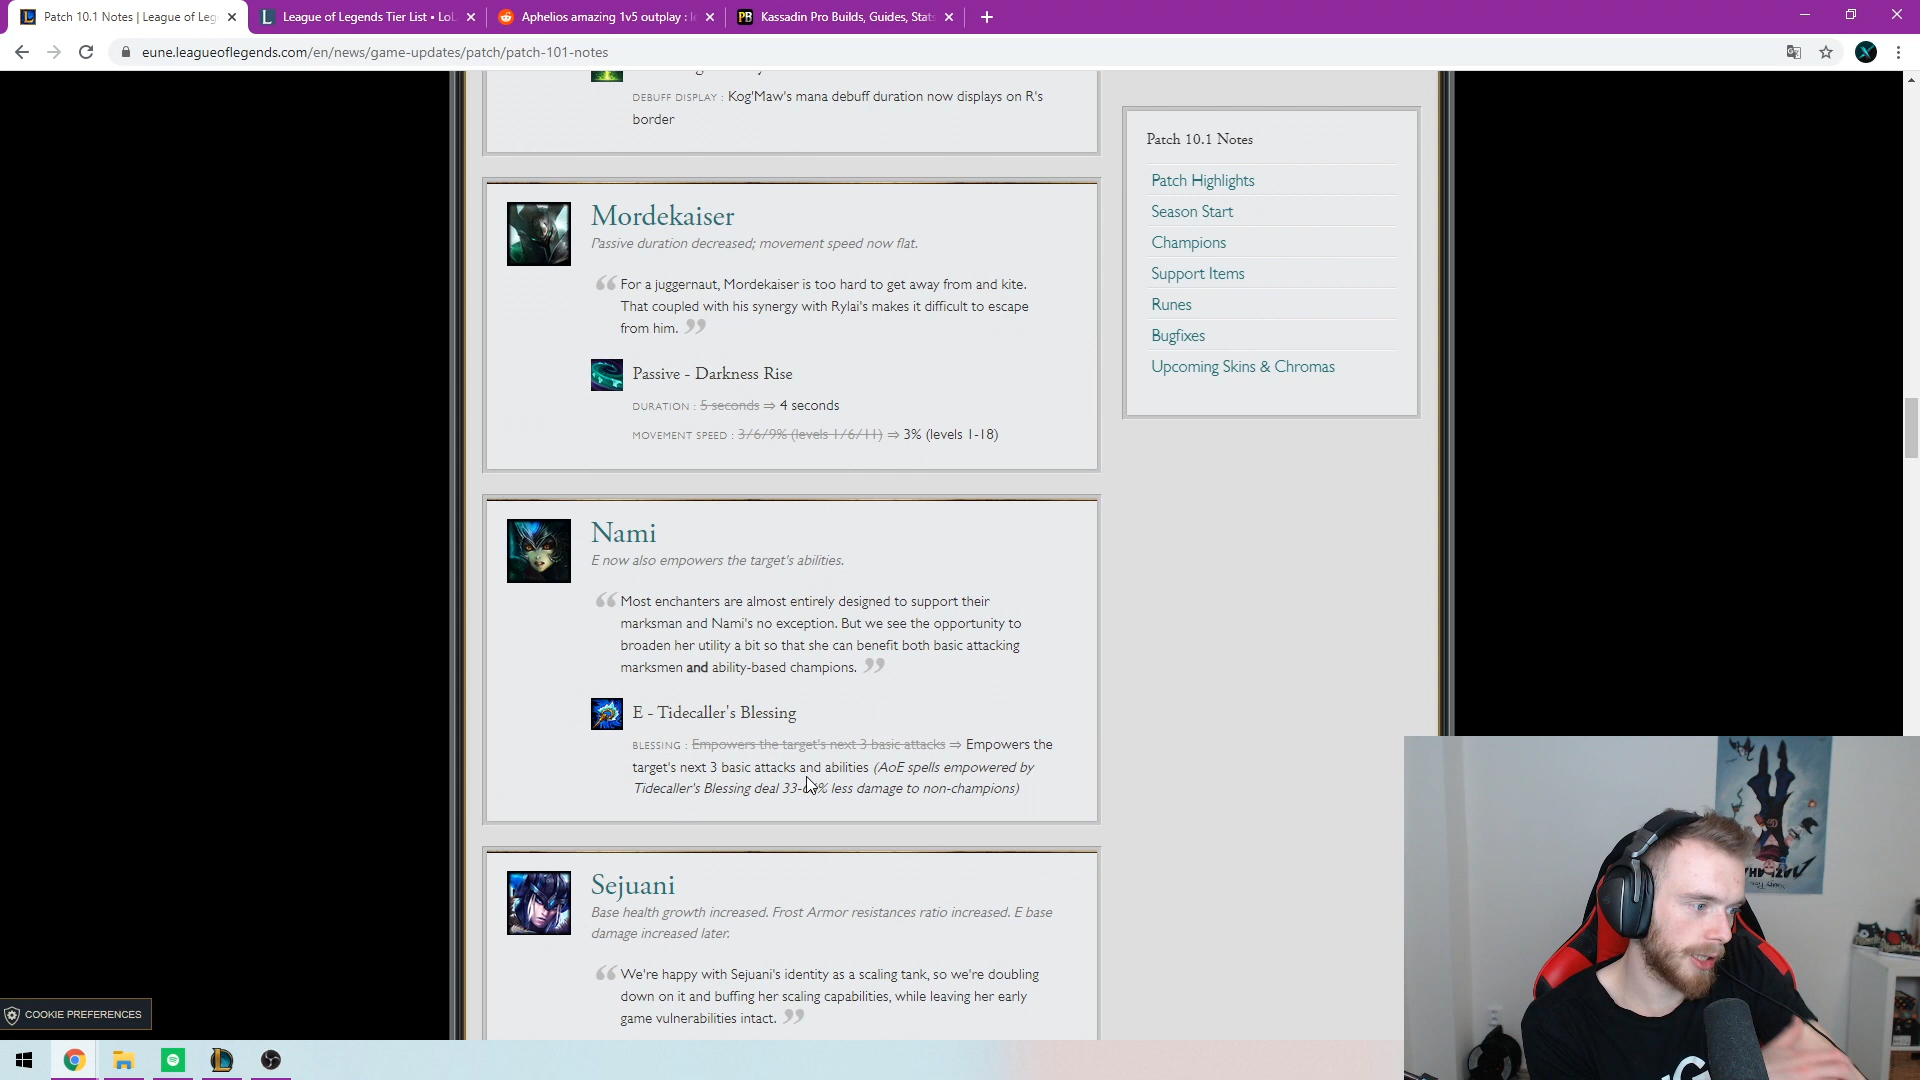 Patch 10.1 Notes | League of Leg
League of Legends Tier List • LoL
Aphelios amazing 1v5 outplay : le
Kassadin Pro Builds, Guides, Stats
eune.leagueoflegends.com/en/news/game-updates/patch/patch-101-notes
DEBUFF DISPLAY : Kog'Maw's mana debuff duration now displays on R's
border
Mordekaiser
Passive duration decreased; movement speed now flat.
“ For a juggernaut, Mordekaiser is too hard to get away from and kite.
That coupled with his synergy with Rylai's makes it difficult to escape
from him. ”
Passive - Darkness Rise
DURATION : 5 seconds ⇒ 4 seconds
MOVEMENT SPEED : 3/6/9% (levels 1/6/11) ⇒ 3% (levels 1-18)
Nami
E now also empowers the target's abilities.
“ Most enchanters are almost entirely designed to support their
marksman and Nami's no exception. But we see the opportunity to
broaden her utility a bit so that she can benefit both basic attacking
marksmen and ability-based champions. ”
E - Tidecaller's Blessing
BLESSING : Empowers the target's next 3 basic attacks ⇒ Empowers the
target's next 3 basic attacks and abilities (AoE spells empowered by
Tidecaller's Blessing deal less damage to non-champions)
Sejuani
Base health growth increased. Frost Armor resistances ratio increased. E base
damage increased later.
“ We're happy with Sejuani's identity as a scaling tank, so we're doubling
down on it and buffing her scaling capabilities, while leaving her early
game vulnerabilities intact. ”
Patch 10.1 Notes
Patch Highlights
Season Start
Champions
Support Items
Runes
Bugfixes
Upcoming Skins & Chromas
COOKIE PREFERENCES